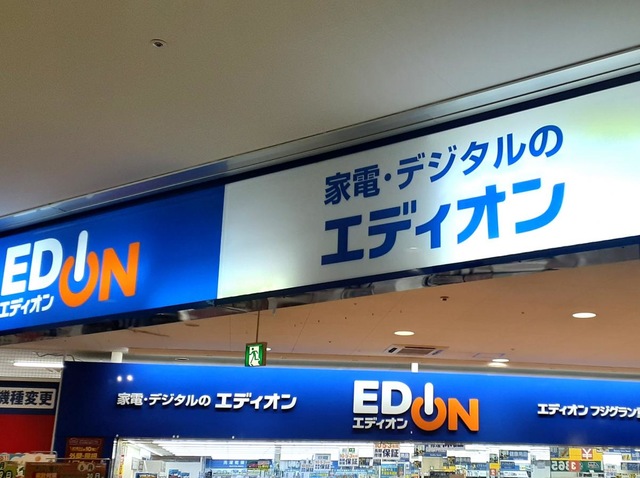 家電・デジタルの
エディオン
EDION
エディオン
機種変更
家電・デジタルの エディオン
EDION
エディオン
エディオン フジグラン
365